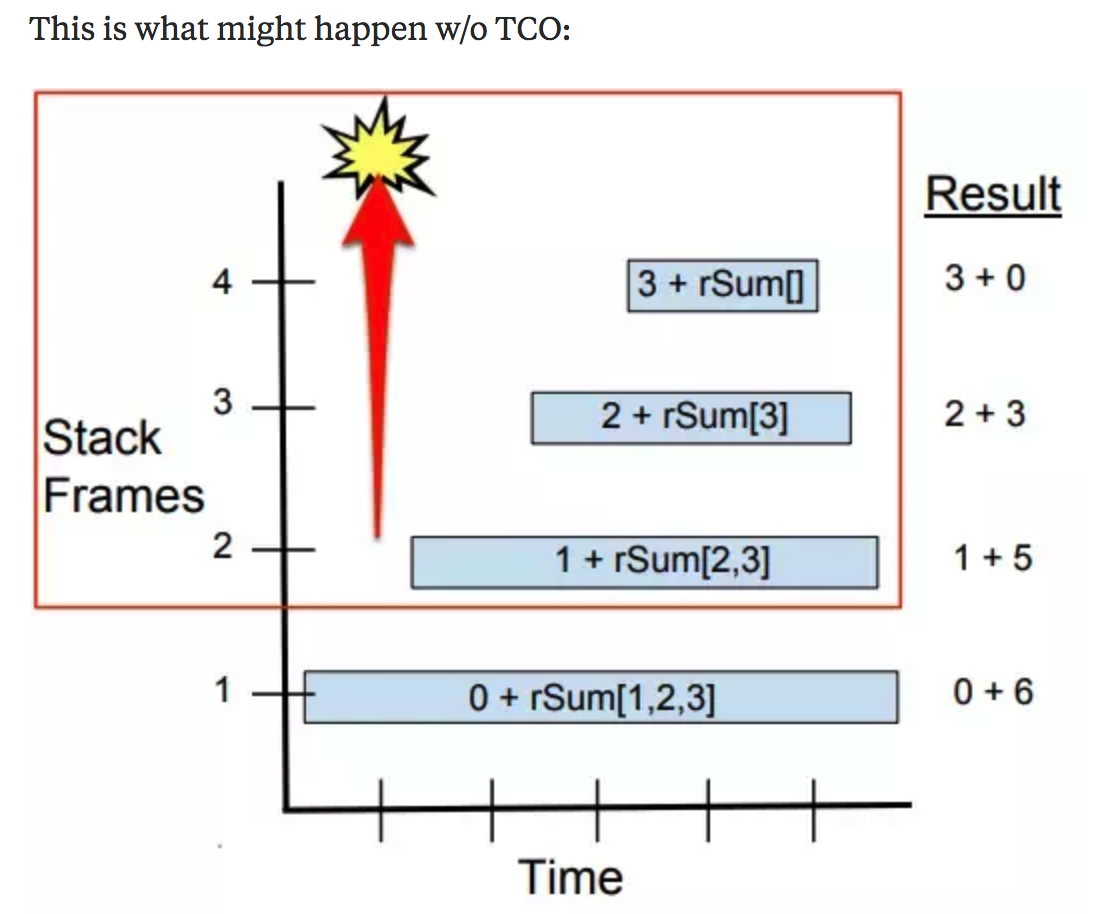 This is what might happen w/o TCO:
Result
4
3 + rSum[]
3 + 0
3
2 + rSum[3]
2 + 3
Stack
Frames
2
1 + rSum[2,3]
1 + 5
1
0 + rSum[1,2,3]
0 + 6
Time